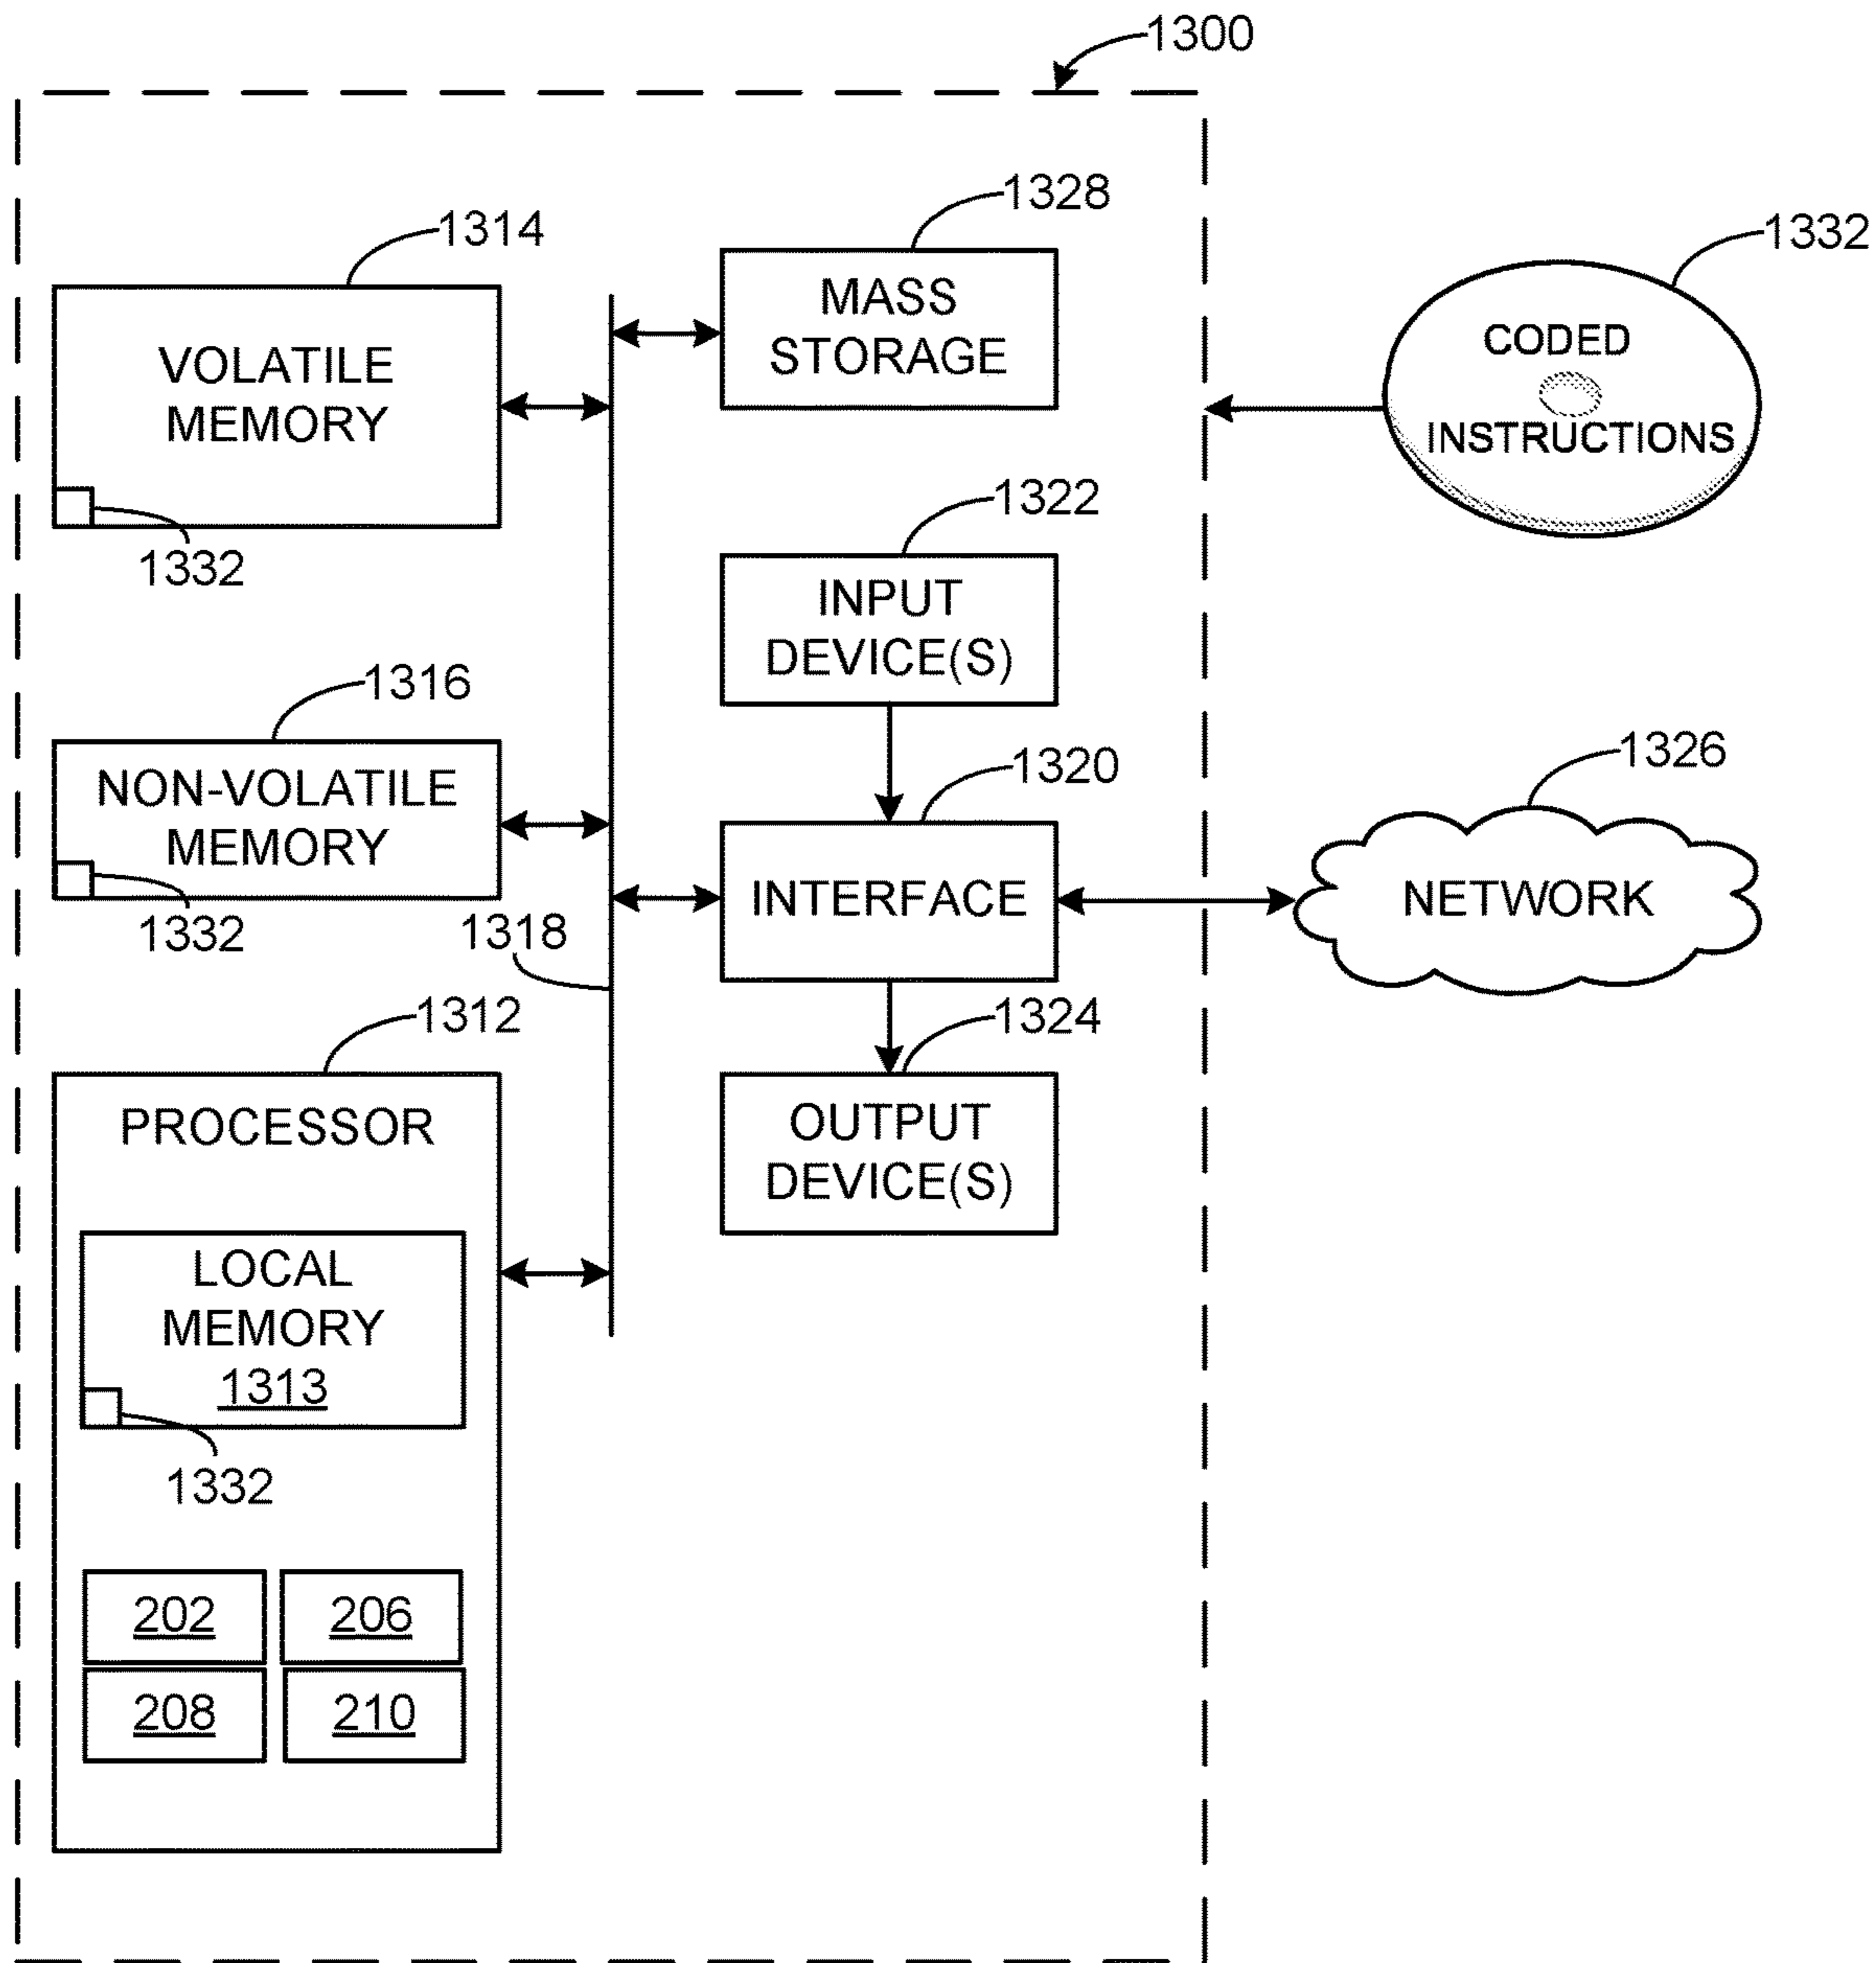 1300
1328
1314
1332
MASS
STORAGE
VOLATILE
MEMORY
CODED
INSTRUCTIONS
1322
1332
INPUT
DEVICE(S)
1316
1320
1326
NON-VOLATILE
MEMORY
INTERFACE
NETWORK
1332
1318
1312
1324
PROCESSOR
OUTPUT
DEVICE(S)
LOCAL
MEMORY
1313
1332
202
206
208
210